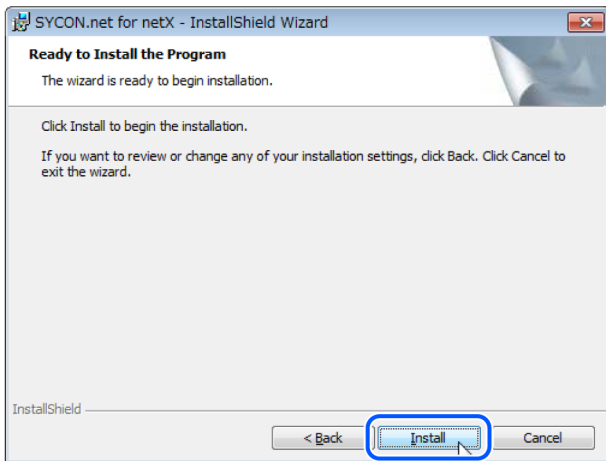 SYCON.net for netX - InstallShield Wizard
Ready to Install the Program
The wizard is ready to begin installation.
Click Install to begin the installation.
If you want to review or change any of your installation settings, click Back. Click Cancel to
exit the wizard.
InstallShield
< Back Install Cancel